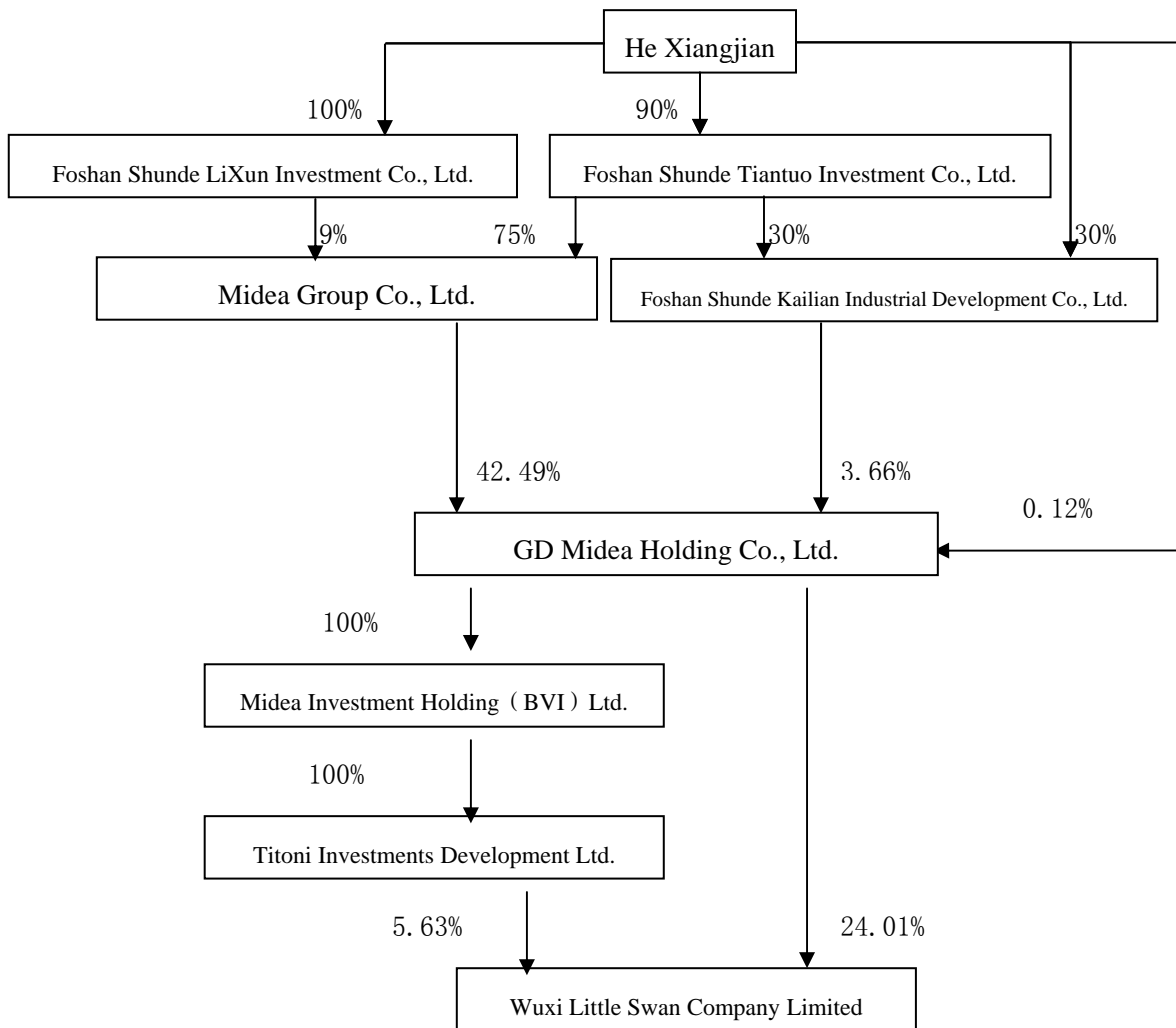 He Xiangjian
100%
90%
Foshan Shunde LiXun Investment Co., Ltd.
Foshan Shunde Tiantuo Investment Co., Ltd.
9%
75%
30%
30%
Midea Group Co., Ltd.
Foshan Shunde Kailian Industrial Development Co., Ltd.
42.49%
3.66%
0.12%
GD Midea Holding Co., Ltd.
100%
Midea Investment Holding（BVI）Ltd.
100%
Titoni Investments Development Ltd.
5.63%
24.01%
Wuxi Little Swan Company Limited